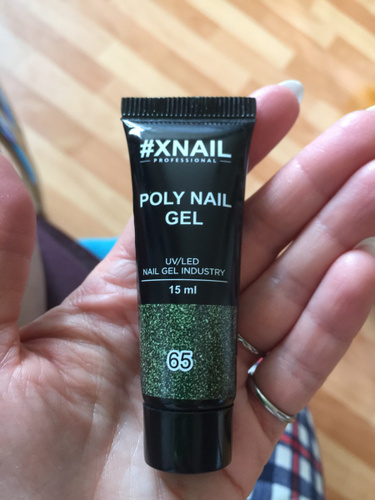 #XNAIL
PROFESSIONAL
POLY NAIL
GEL
UV/LED
NAIL GEL INDUSTRY
15 ml
65